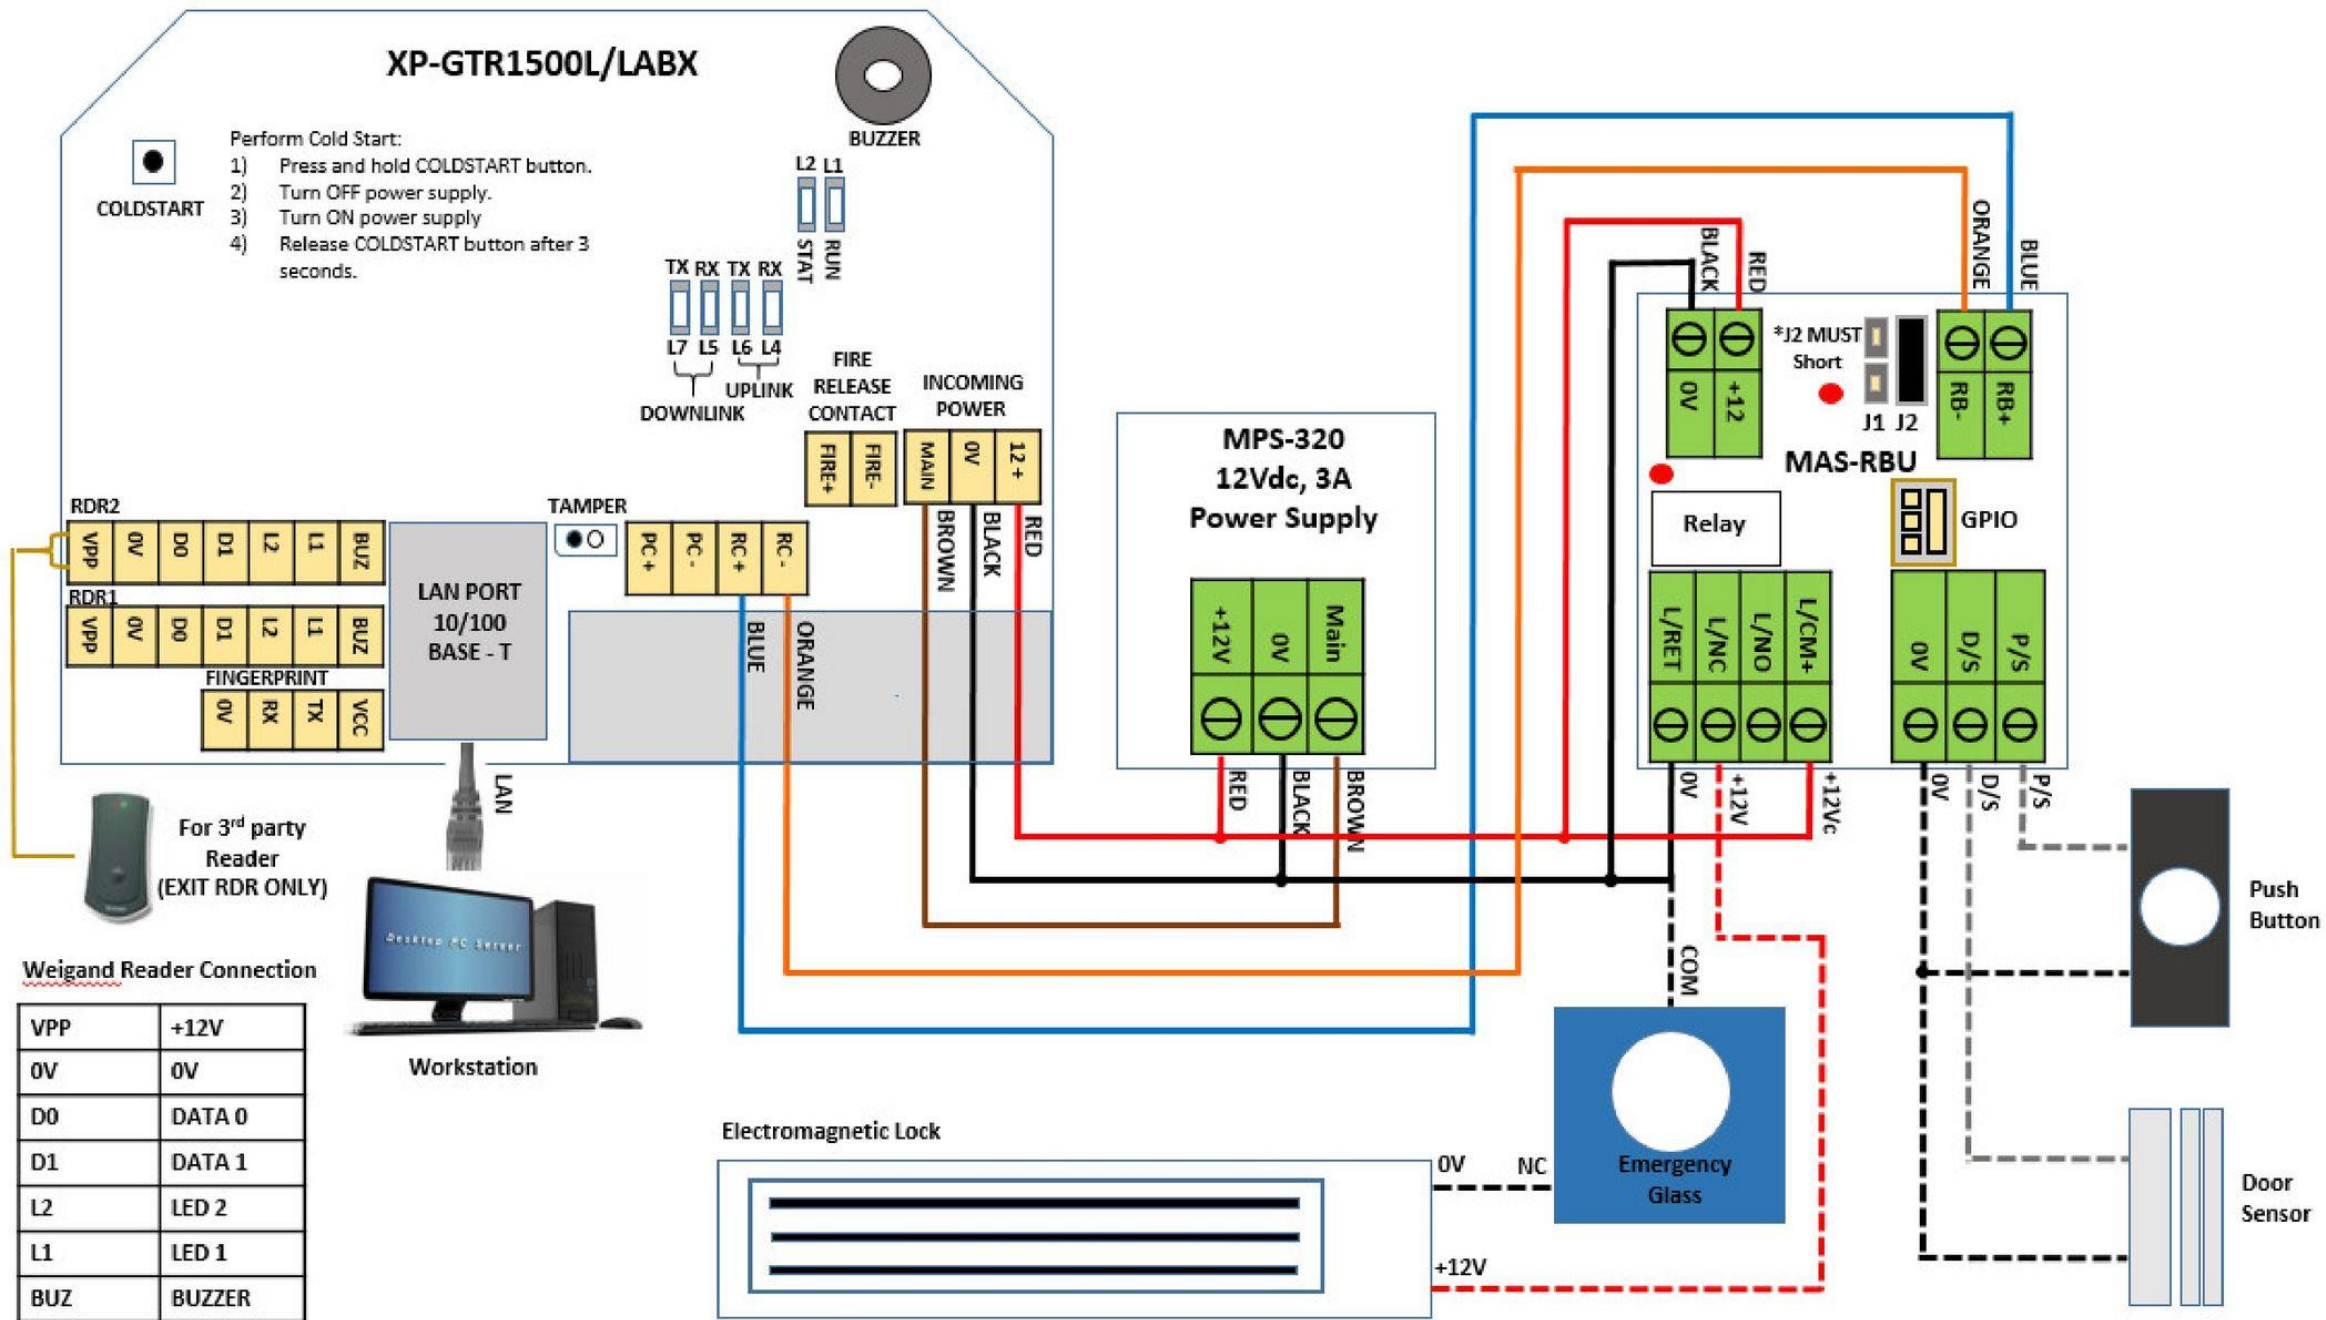 XP-GTR1500L/LABX
BUZZER
COLDSTART
Perform Cold Start:
1) Press and hold COLDSTART button.
2) Turn OFF power supply.
3) Turn ON power supply
4) Release COLDSTART button after 3
seconds.
L2 L1
STAT RUN
TX RX TX RX
L7 L5 L6 L4
DOWNLINK
UPLINK
FIRE
RELEASE
CONTACT
INCOMING
POWER
FIRE+ FIRE-
MAIN 0V 12 +
BROWN BLACK RED
RDR2
VPP 0V D0 D1 L2 L1 BUZ
RDR1
VPP 0V D0 D1 L2 L1 BUZ
FINGERPRINT
0V RX TX VCC
LAN PORT
10/100
BASE - T
TAMPER
PC + PC - RC + RC -
BLUE ORANGE
LAN
For 3rd party
Reader
(EXIT RDR ONLY)
Desktop PC Server
Workstation
Weigand Reader Connection
VPP +12V
0V 0V
D0 DATA 0
D1 DATA 1
L2 LED 2
L1 LED 1
BUZ BUZZER
MPS-320
12Vdc, 3A
Power Supply
+12V 0V Main
RED BLACK BROWN
BLACK RED
ORANGE BLUE
0V +12
*J2 MUST
Short
J1 J2
RB- RB+
MAS-RBU
Relay
GPIO
L/RET L/NC L/NO L/CM+
0V D/S P/S
0V +12V +12Vc
0V D/S P/S
COM
Push
Button
Emergency
Glass
Electromagnetic Lock
0V NC
+12V
Door
Sensor